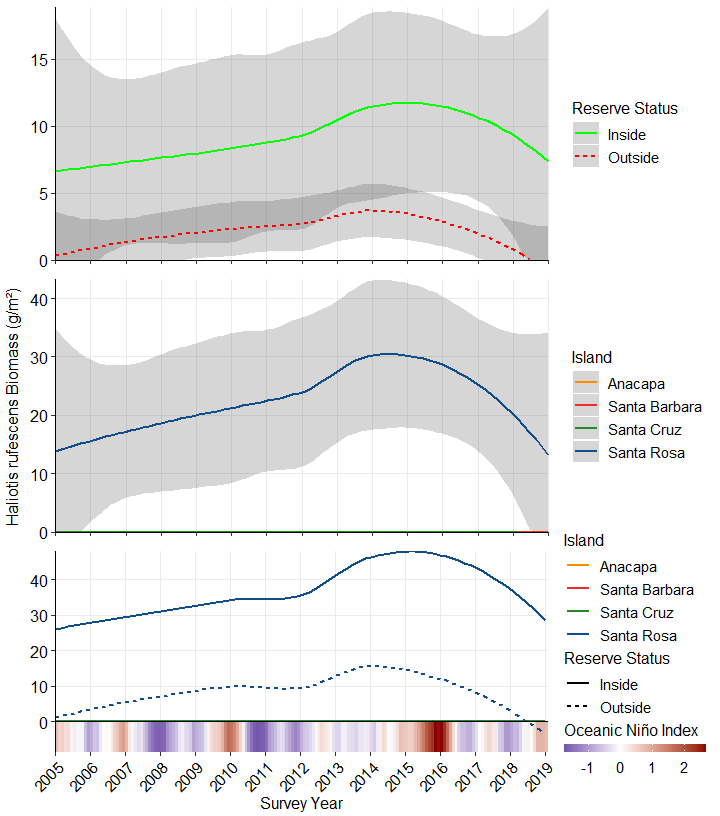 15
10
5
0
Reserve Status
Inside
Outside
Haliotis rufescens Biomass (g/m²)
40
30
20
10
0
Island
Anacapa
Santa Barbara
Santa Cruz
Santa Rosa
40
30
20
10
0
Island
Anacapa
Santa Barbara
Santa Cruz
Santa Rosa
Reserve Status
Inside
Outside
Oceanic Niño Index
-1 0 1 2
2005 2006 2007 2008 2009 2010 2011 2012 2013 2014 2015 2016 2017 2018 2019
Survey Year